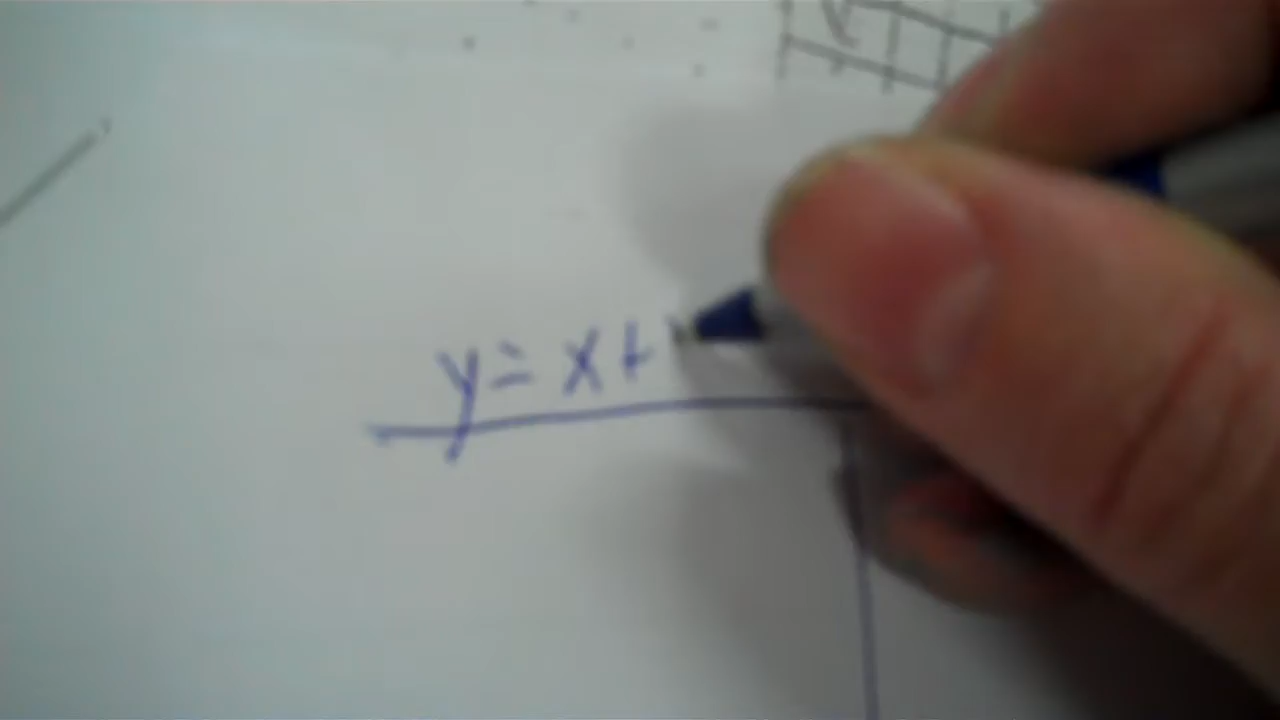 y = x +